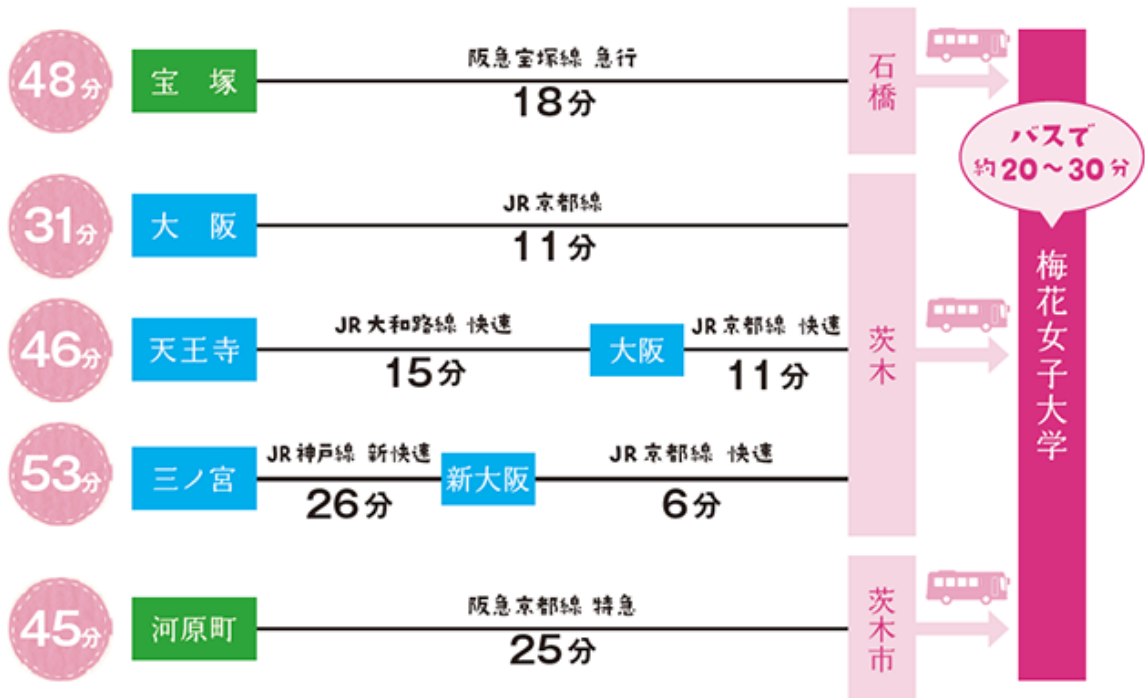 48分
宝塚
阪急宝塚線 急行
18分
石橋
バスで
約20〜30分
31分
大阪
JR京都線
11分
46分
天王寺
JR大和路線 快速
15分
大阪
JR京都線 快速
11分
茨木
梅花女子大学
53分
三ノ宮
JR神戸線 新快速
26分
新大阪
JR京都線 快速
6分
45分
河原町
阪急京都線 特急
25分
茨木市